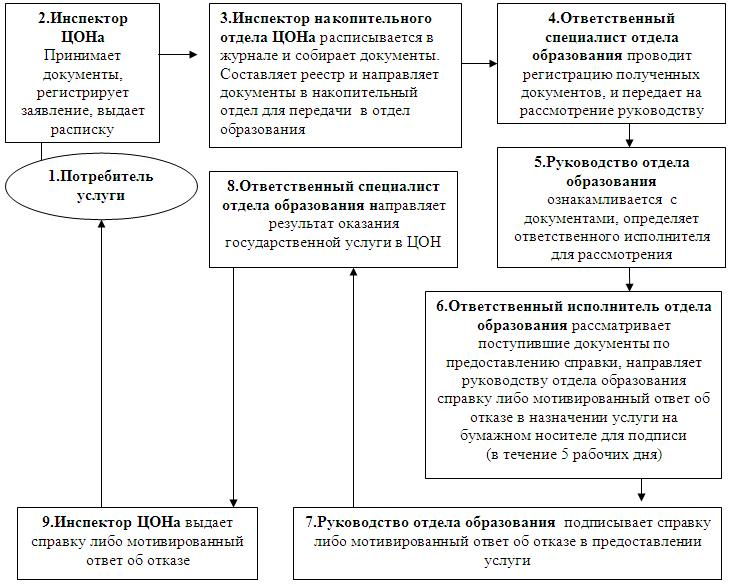 2.Инспектор
ЦОНа
Принимает
документы,
регистрирует
заявление, выдает
расписку
3.Инспектор накопительного
отдела ЦОНа расписывается в
журнале и собирает документы.
Составляет реестр и направляет
документы в накопительный
отдел для передачи в отдел
образования
4.Ответственный
специалист отдела
образования проводит
регистрацию полученных
документов, и передает на
рассмотрение руководству
1.Потребитель
услуги
8.Ответственный специалист
отдела образования направляет
результат оказания
государственной услуги в ЦОН
5.Руководство отдела
образования
ознакамливается с
документами, определяет
ответственного исполнителя
для рассмотрения
6.Ответственный исполнитель отдела
образования рассматривает
поступившие документы по
предоставлению справки, направляет
руководству отдела образования
справку либо мотивированный ответ об
отказе в назначении услуги на
бумажном носителе для подписи
(в течение 5 рабочих дня)
9.Инспектор ЦОНа выдает
справку либо мотивированный
ответ об отказе
7.Руководство отдела образования подписывает справку
либо мотивированный ответ об отказе в предоставлении
услуги